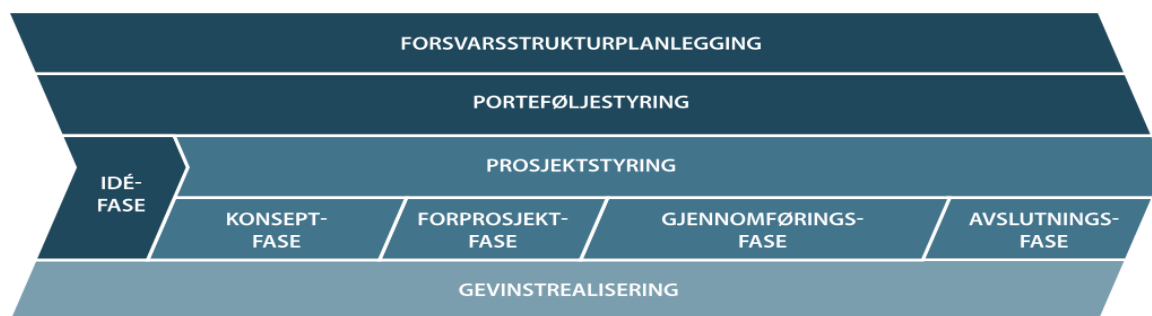 FORSVARSSTRUKTURPLANLEGGING
PORTEFØLJESTYRING
IDÉ-
FASE
PROSJEKTSTYRING
KONSEPT-
FASE
FORPROSJEKT-
FASE
GJENNOMFØRINGS-
FASE
AVSLUTNINGS-
FASE
GEVINSTREALISERING